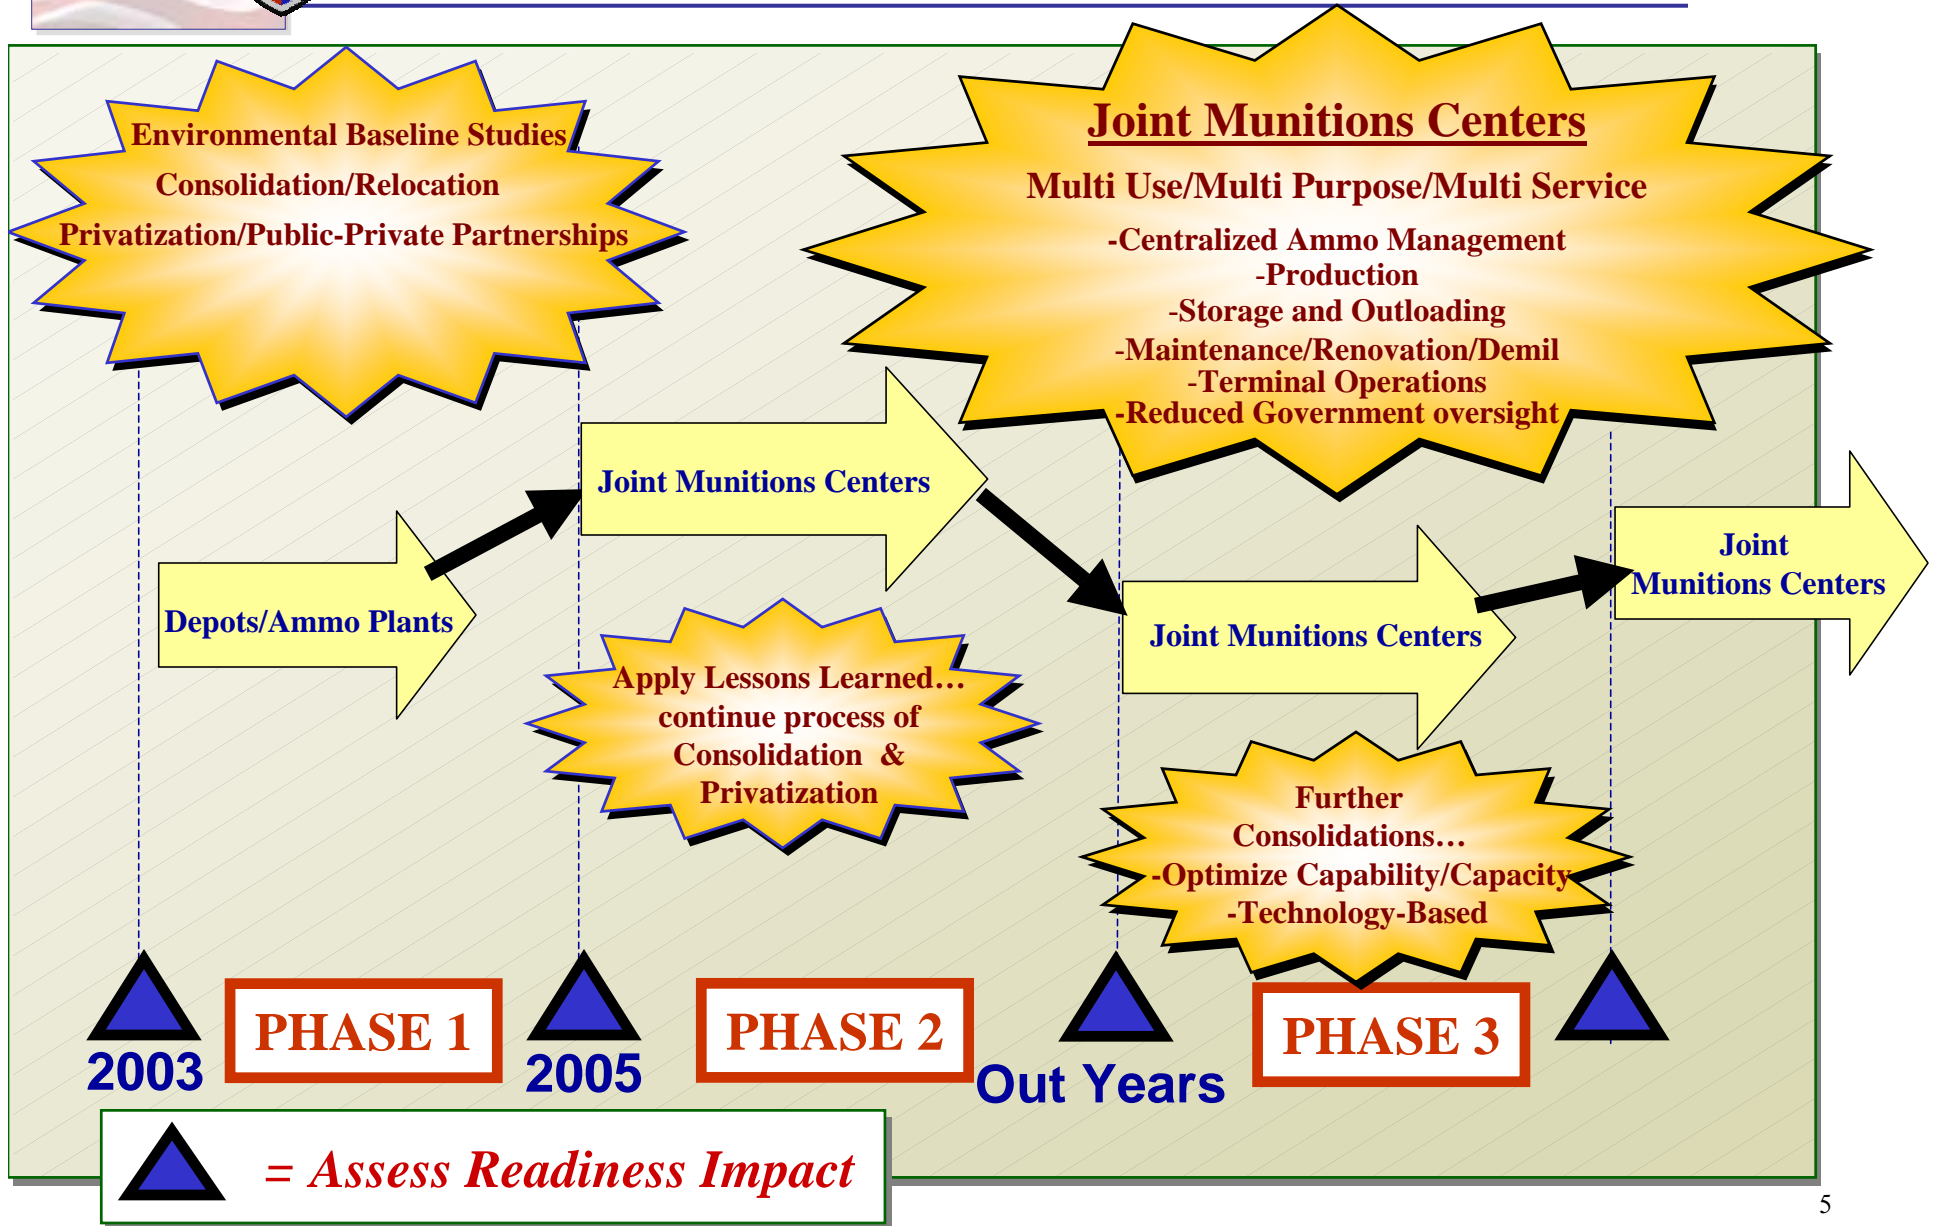 Environmental Baseline Studies
Consolidation/Relocation
Privatization/Public-Private Partnerships
Joint Munitions Centers
Multi Use/Multi Purpose/Multi Service
-Centralized Ammo Management
-Production
-Storage and Outloading
-Maintenance/Renovation/Demil
-Terminal Operations
-Reduced Government oversight
Depots/Ammo Plants
Joint Munitions Centers
Joint Munitions Centers
Joint
Munitions Centers
Apply Lessons Learned…
continue process of
Consolidation &
Privatization
Further
Consolidations…
-Optimize Capability/Capacity
-Technology-Based
PHASE 1
PHASE 2
PHASE 3
2003
2005
Out Years
= Assess Readiness Impact
5